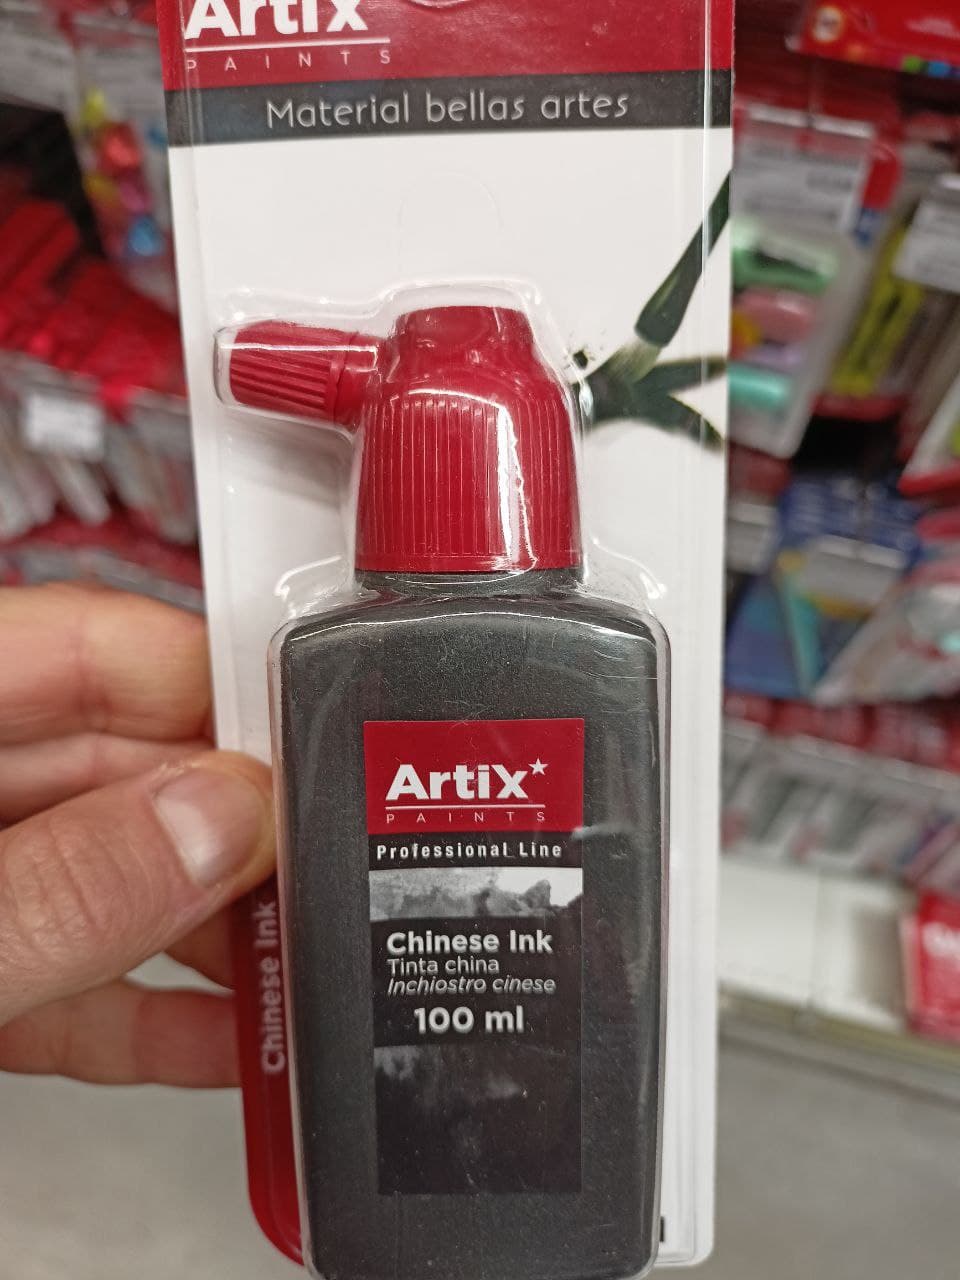 Artix
PAINTS
Material bellas artes
Artix
PAINTS
Professional Line
Chinese Ink
Tinta china
Inchiostro cinese
100 ml
Chinese Ink